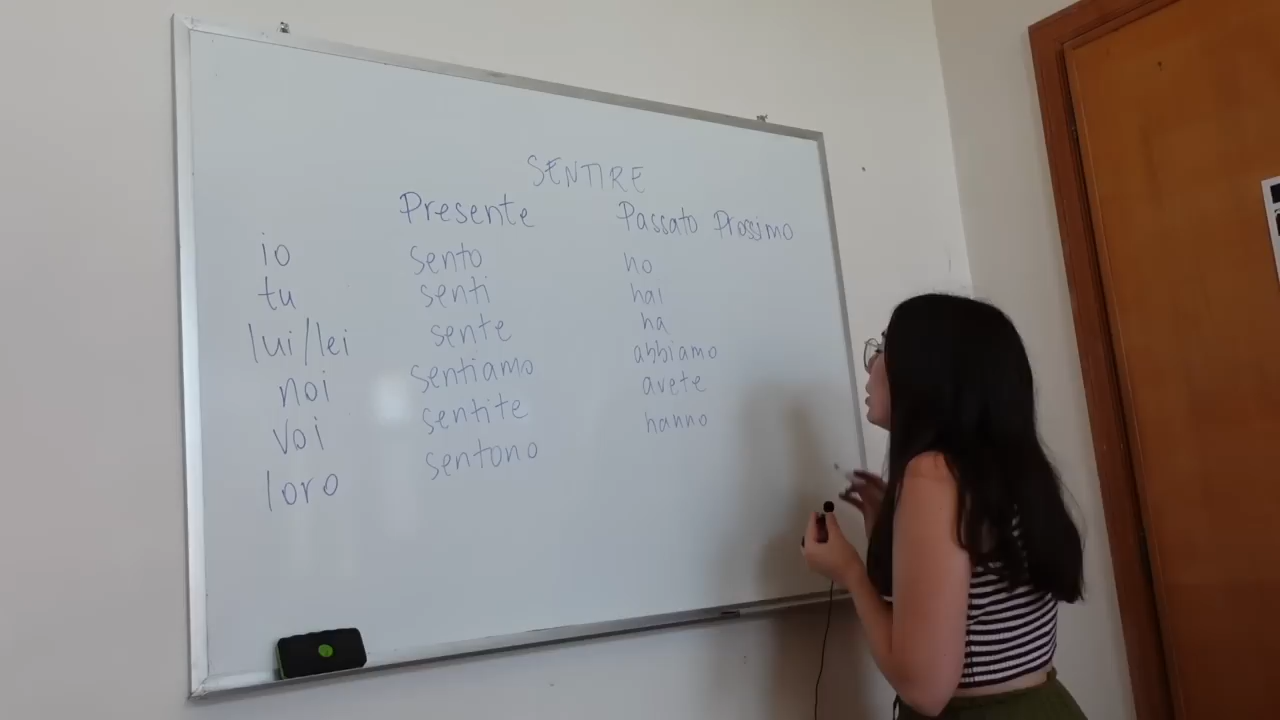 SENTIRE
Presente Passato Prossimo
io sento ho
tu senti hai
lui/lei sente ha
noi sentiamo abbiamo
voi sentite avete
loro sentono hanno